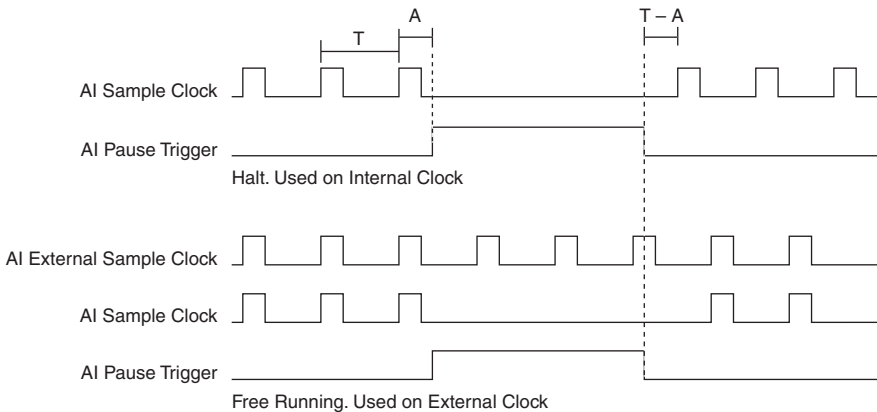 A
T – A
T
AI Sample Clock
AI Pause Trigger
Halt. Used on Internal Clock
AI External Sample Clock
AI Sample Clock
AI Pause Trigger
Free Running. Used on External Clock